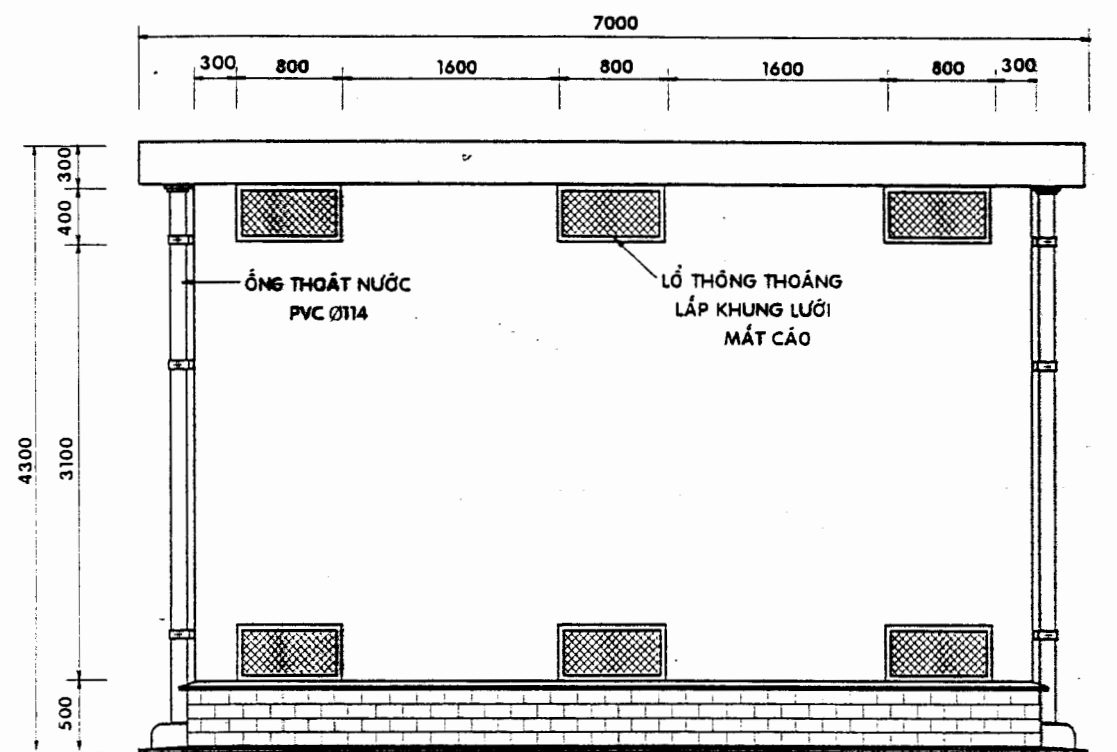 7000
300 800 1600 800 1600 800 300
300
400
4300
3100
500
ỐNG THOÁT NƯỚC
PVC Ø114
LỔ THÔNG THOÁNG
LẮP KHUNG LƯỚI
MẮT CÁO